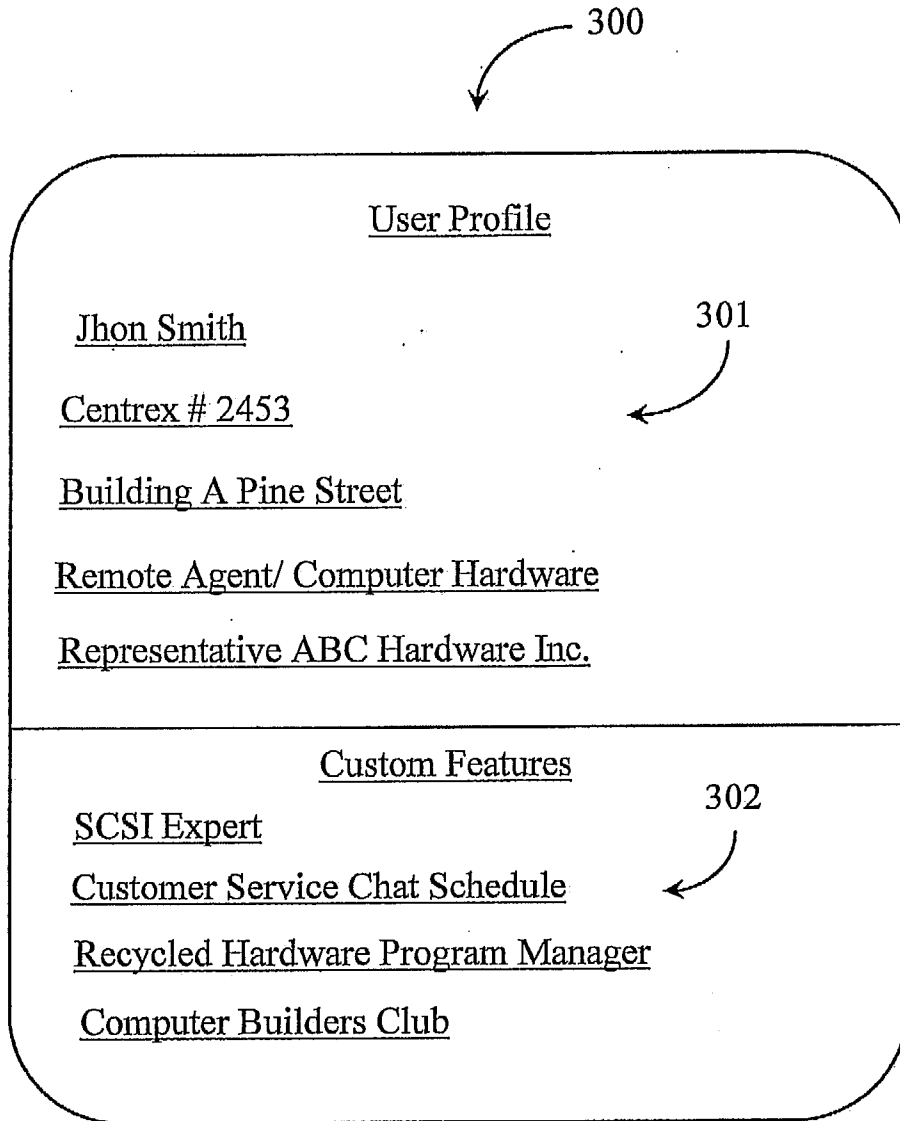 300
User Profile
Jhon Smith
301
Centrex # 2453
Building A Pine Street
Remote Agent/ Computer Hardware
Representative ABC Hardware Inc.
Custom Features
302
SCSI Expert
Customer Service Chat Schedule
Recycled Hardware Program Manager
Computer Builders Club